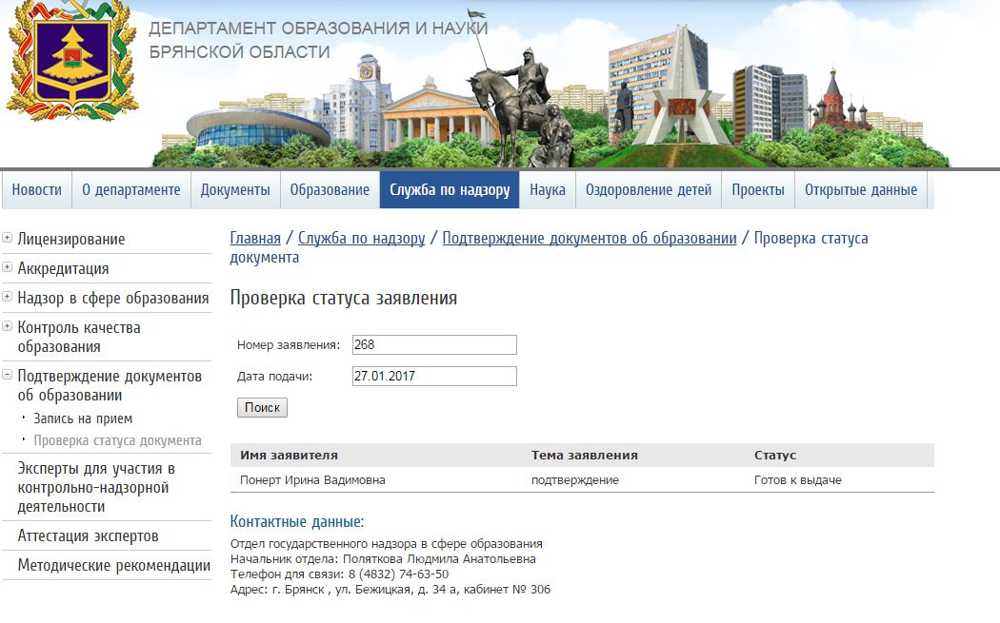 ДЕПАРТАМЕНТ ОБРАЗОВАНИЯ И НАУКИ
БРЯНСКОЙ ОБЛАСТИ
Новости О департаменте Документы Образование Служба по надзору Наука Оздоровление детей Проекты Открытые данные
Лицензирование
Аккредитация
Надзор в сфере образования
Контроль качества
образования
Подтверждение документов
об образовании
Запись на прием
Проверка статуса документа
Эксперты для участия в
контрольно-надзорной
деятельности
Аттестация экспертов
Методические рекомендации
Главная / Служба по надзору / Подтверждение документов об образовании / Проверка статуса
документа
Проверка статуса заявления
Номер заявления: 268
Дата подачи: 27.01.2017
Поиск
Имя заявителя Тема заявления Статус
Понерт Ирина Вадимовна подтверждение Готов к выдаче
Контактные данные:
Отдел государственного надзора в сфере образования
Начальник отдела: Поляткова Людмила Анатольевна
Телефон для связи: 8 (4832) 74-63-50
Адрес: г. Брянск , ул. Бежицкая, д. 34 а, кабинет № 306